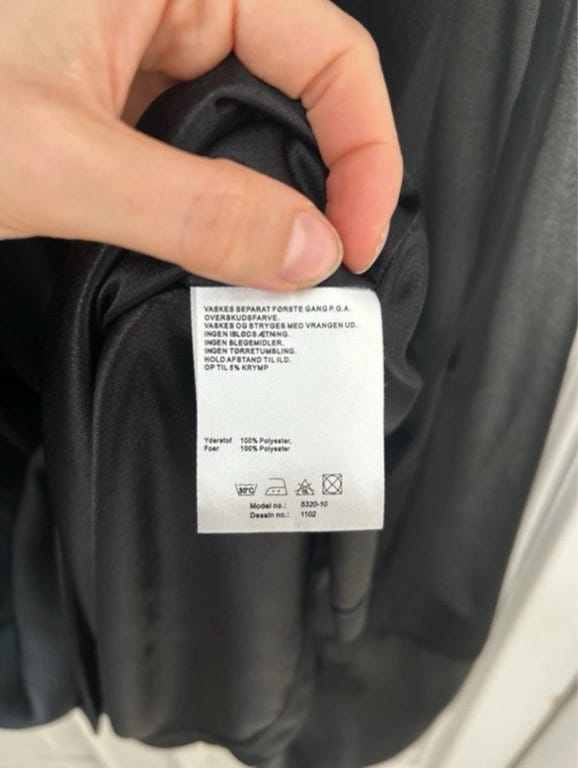 VASKES SEPARAT FØRSTE GANG P.G.A.
OVERSKUDSFARVE.
VASKES OG STRYGES MED VRANGEN UD.
INGEN IBLØDSÆTNING.
INGEN BLEGEMIDLER.
INGEN TØRRETUMBLING.
HOLD AFSTAND TIL ILD.
OP TIL 5% KRYMP
Yderstof 100% Polyester,
Foer 100% Polyester
30°C CL
Model no.: 5320-10
Dessin no.: 1102